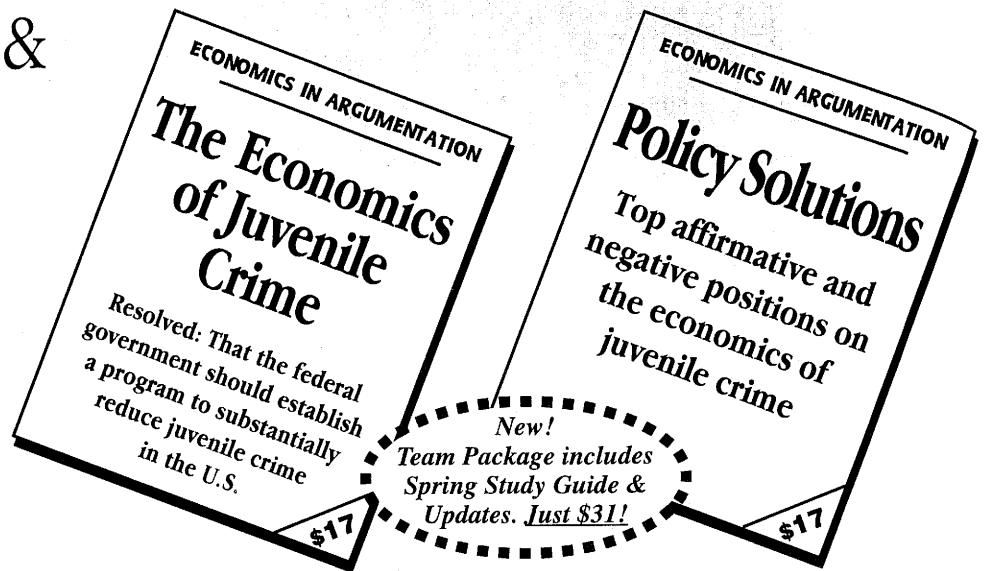 &
ECONOMICS IN ARGUMENTATION
The Economics
of Juvenile
Crime
Resolved: That the federal
government should establish
a program to substantially
reduce juvenile crime
in the U.S.
$17
ECONOMICS IN ARGUMENTATION
Policy Solutions
Top affirmative and
negative positions on
the economics of
juvenile crime
$17
New!
Team Package includes
Spring Study Guide &
Updates. Just $31!